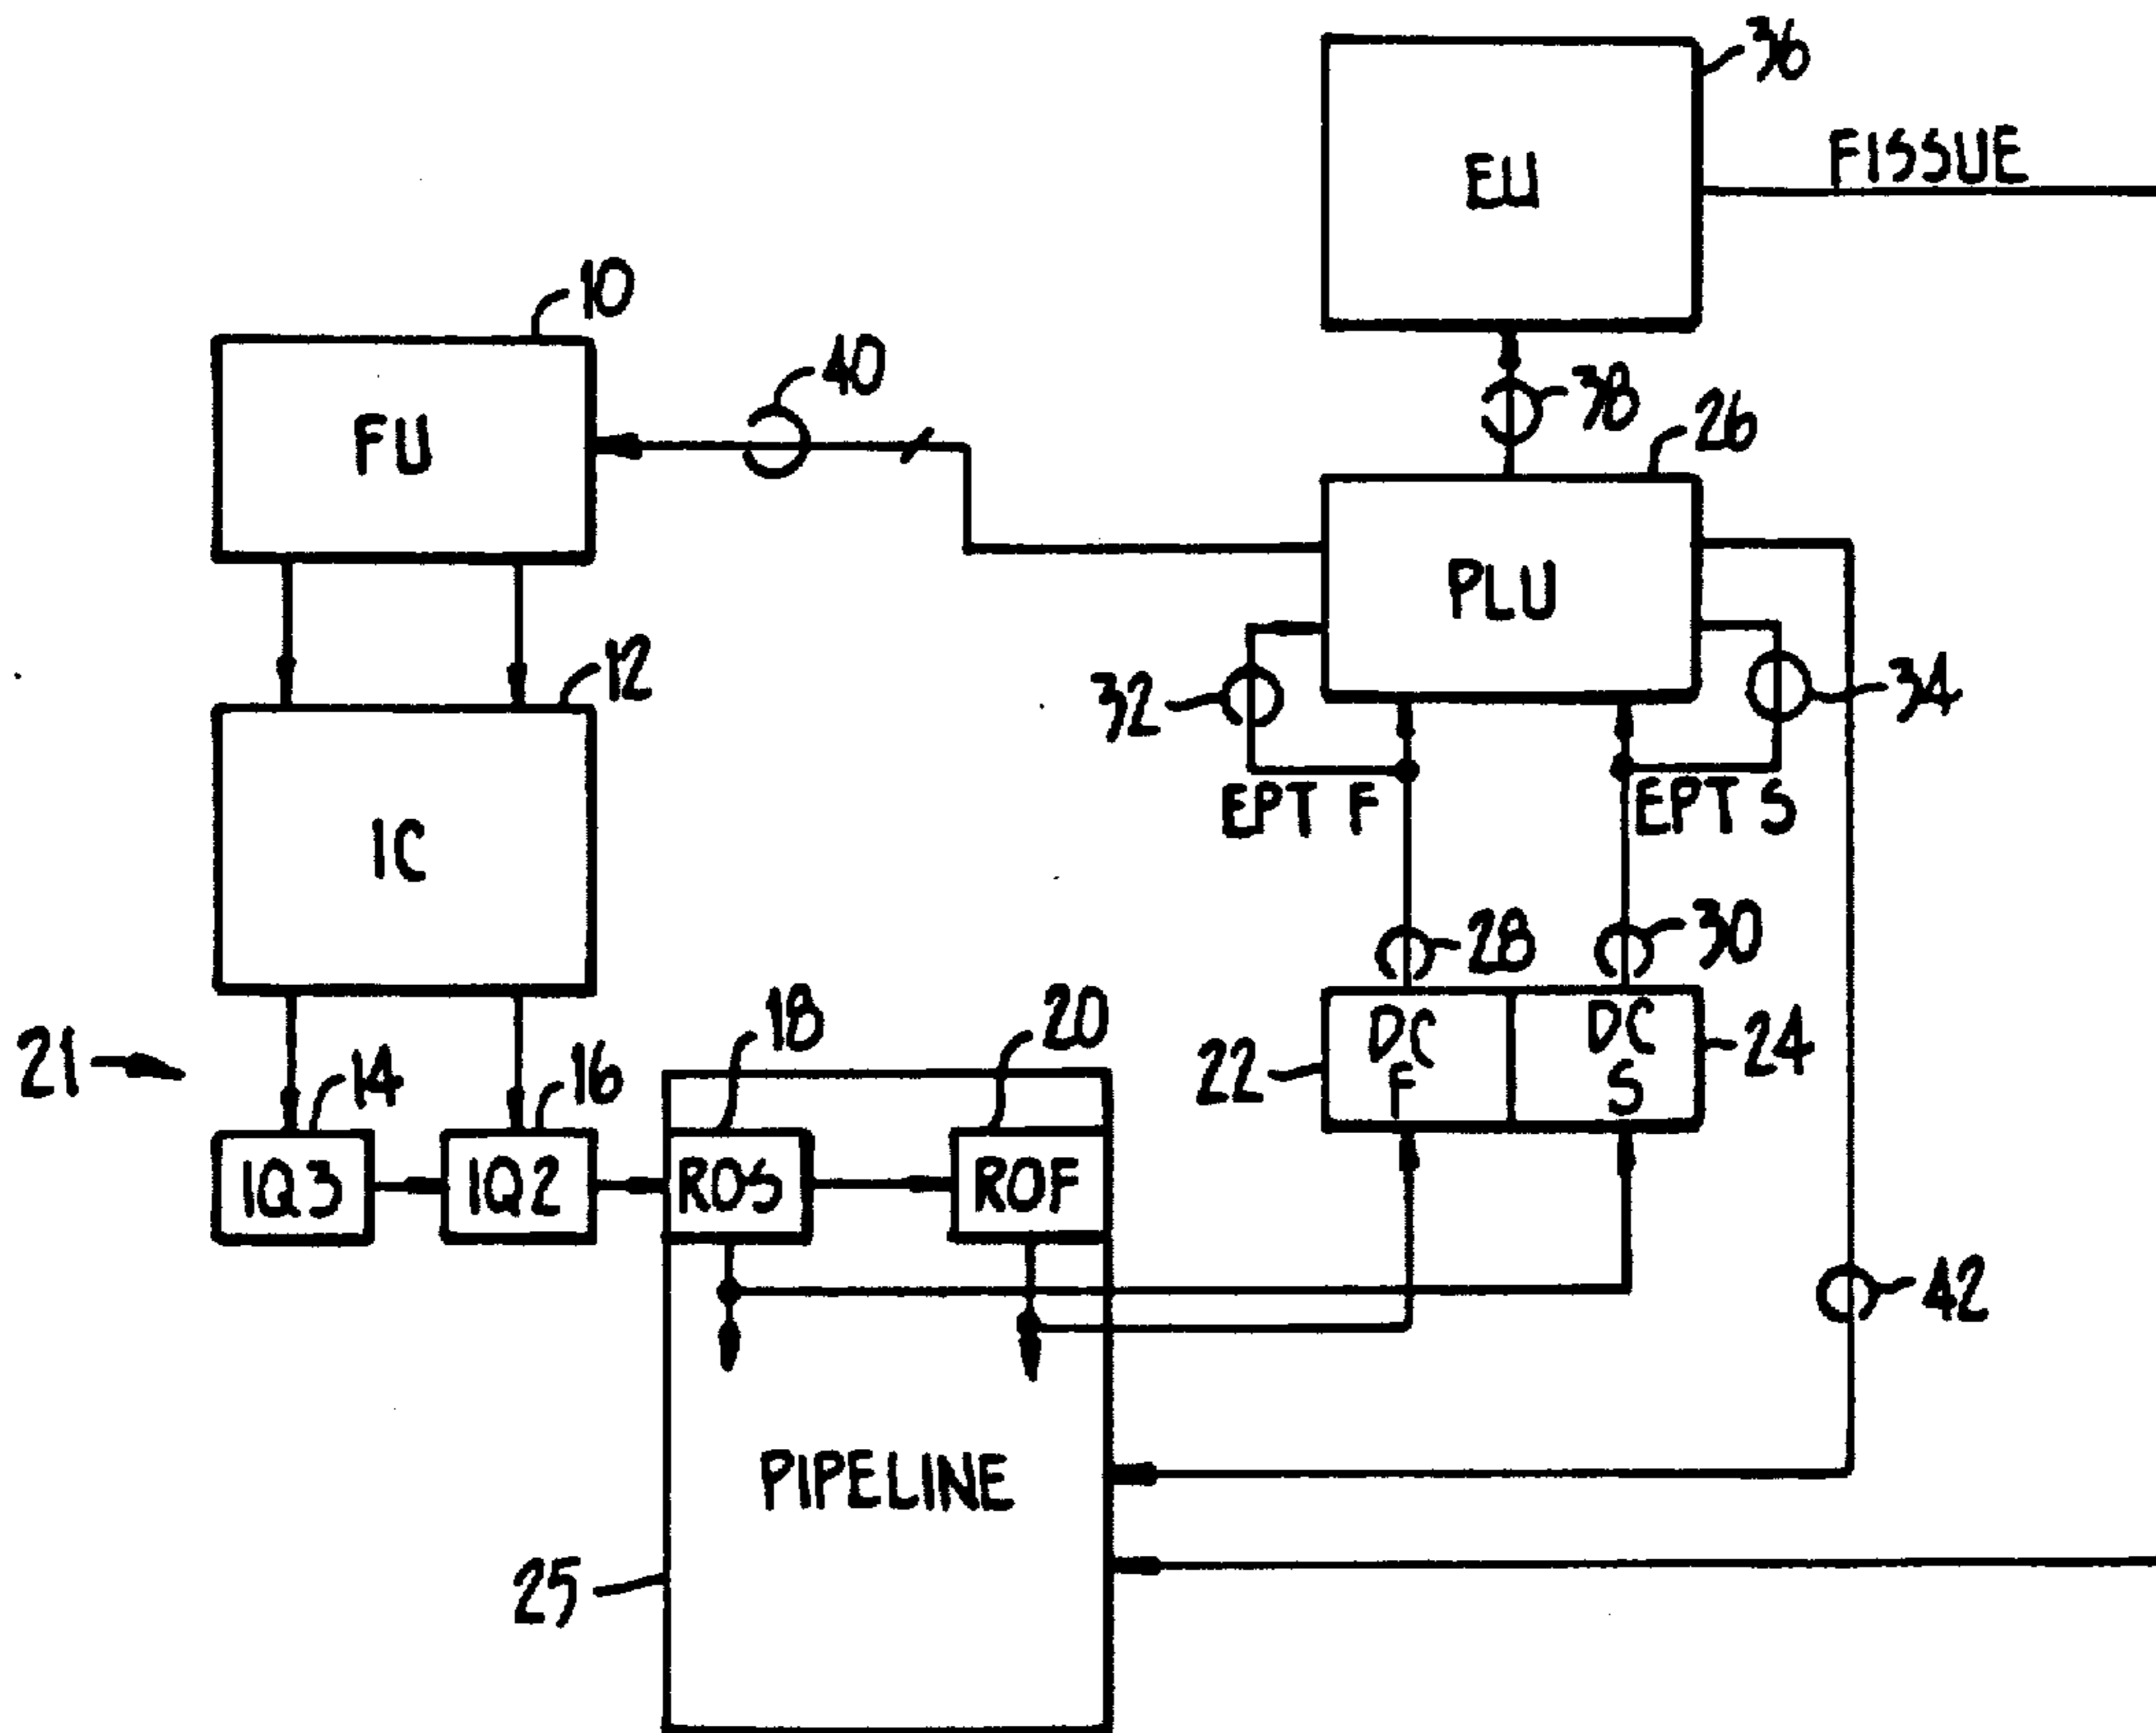 36
EU
FISSUE
10
FU
40
38
26
PLU
12
32
34
EPT F
EPT S
IC
28
30
18
20
DC
F
DC
S
22
24
21
14
16
IQ3
IQ2
ROS
ROF
42
PIPELINE
25